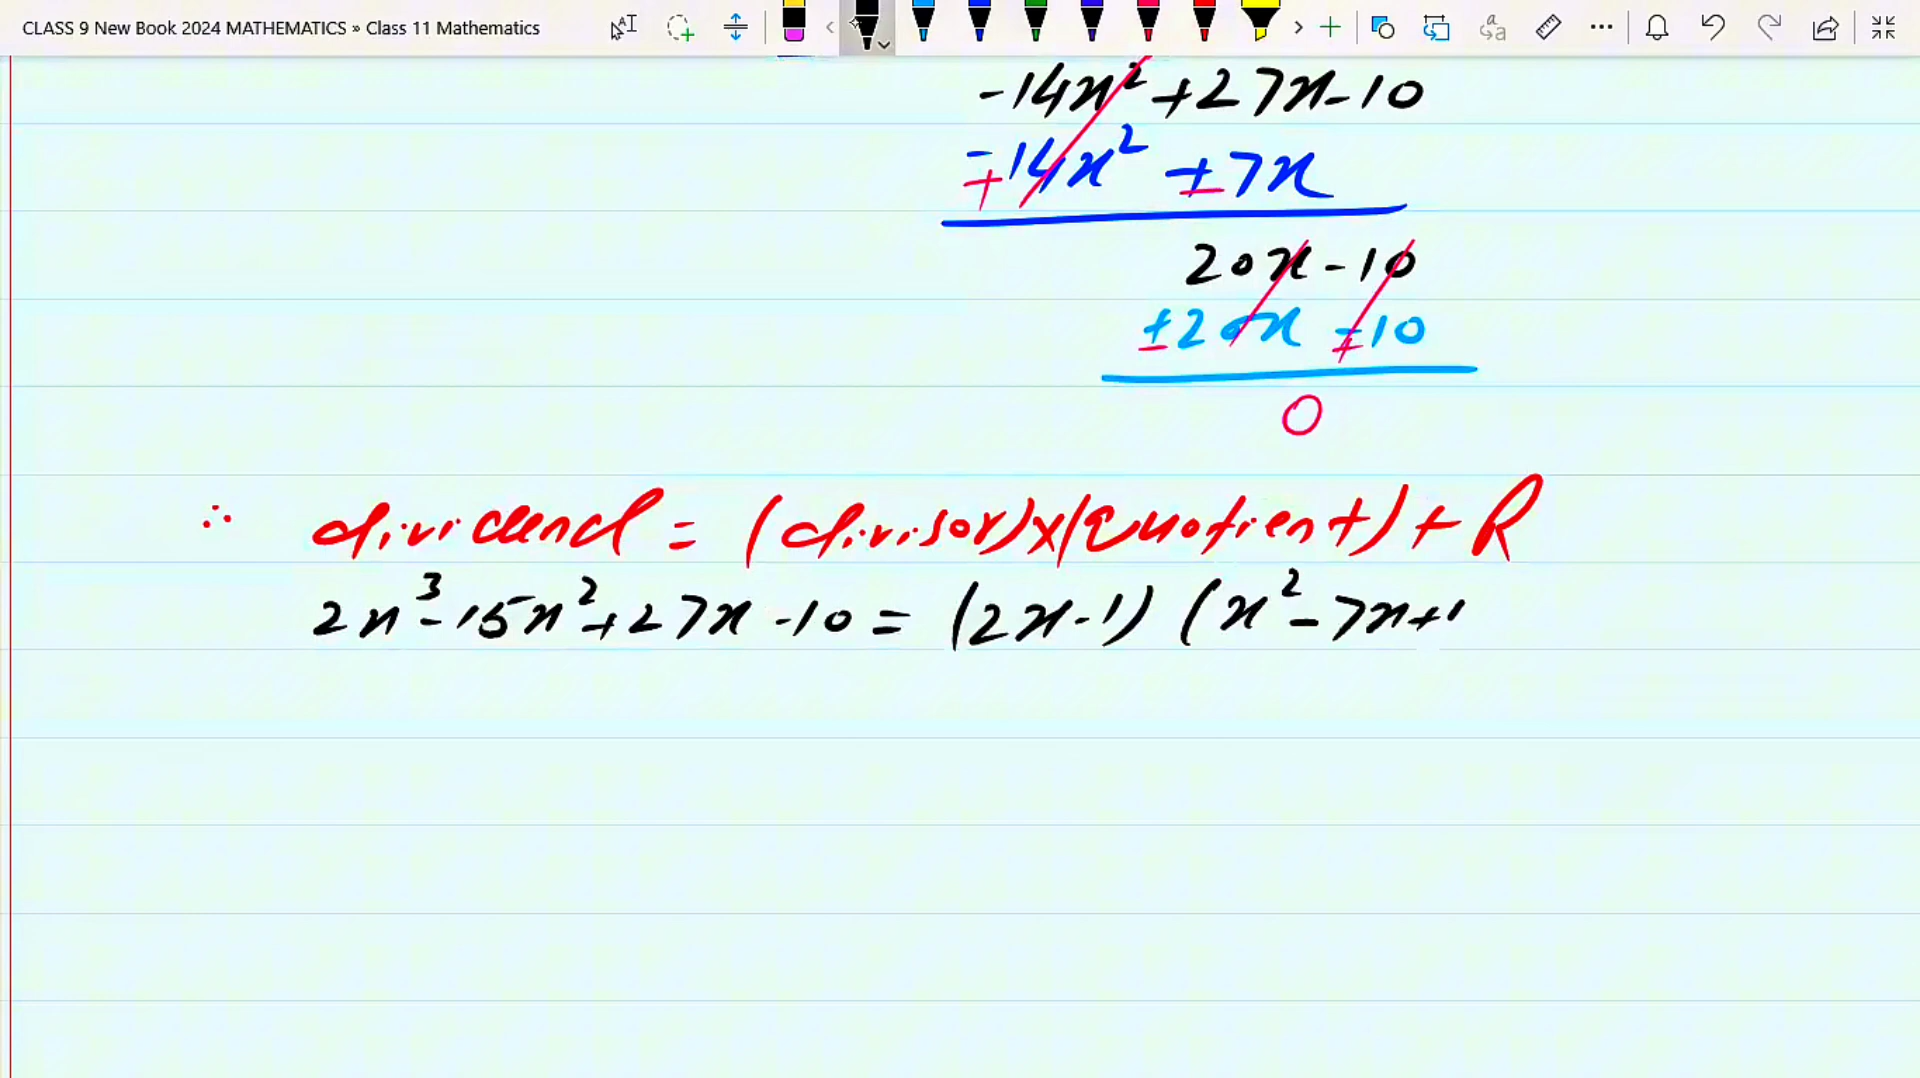 CLASS 9 New Book 2024 MATHEMATICS » Class 11 Mathematics
-14x² + 27x - 10
∓14x² ± 7x
20x - 10
±20x ∓10
0
∴ dividend = (divisor)×(Quotient) + R
2x³ - 15x² + 27x - 10 = (2x - 1) (x² - 7x + 1